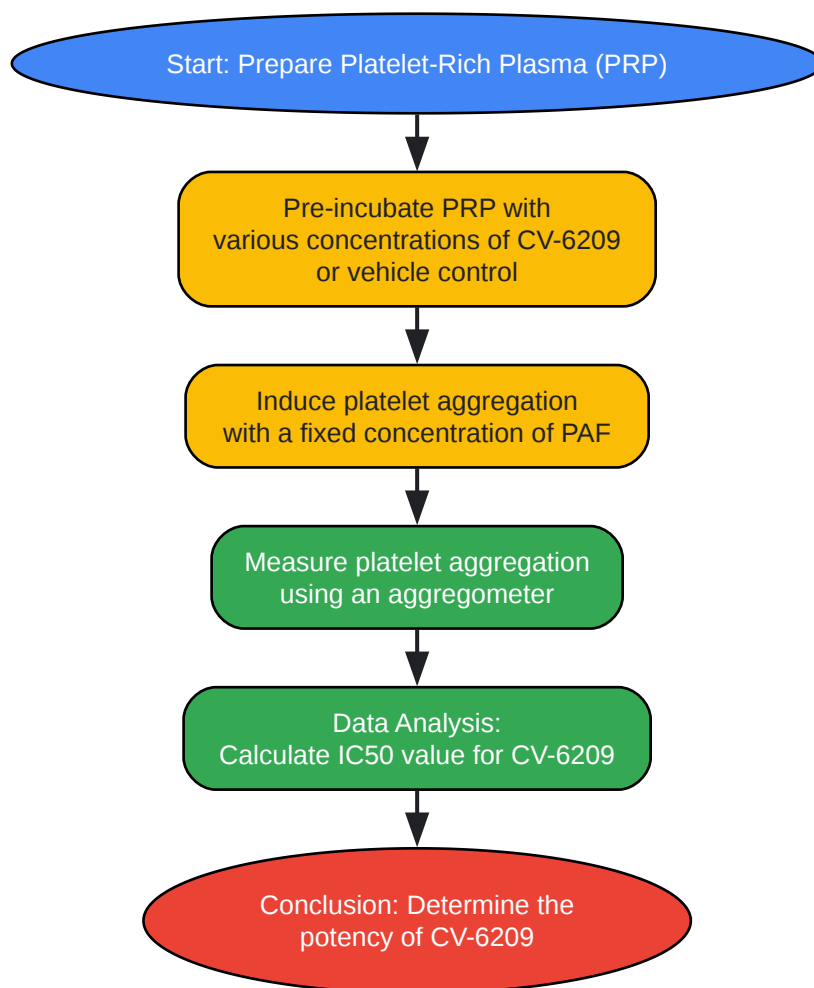 Start: Prepare Platelet-Rich Plasma (PRP)
Pre-incubate PRP with
various concentrations of CV-6209
or vehicle control
Induce platelet aggregation
with a fixed concentration of PAF
Measure platelet aggregation
using an aggregometer
Data Analysis:
Calculate IC50 value for CV-6209
Conclusion: Determine the
potency of CV-6209